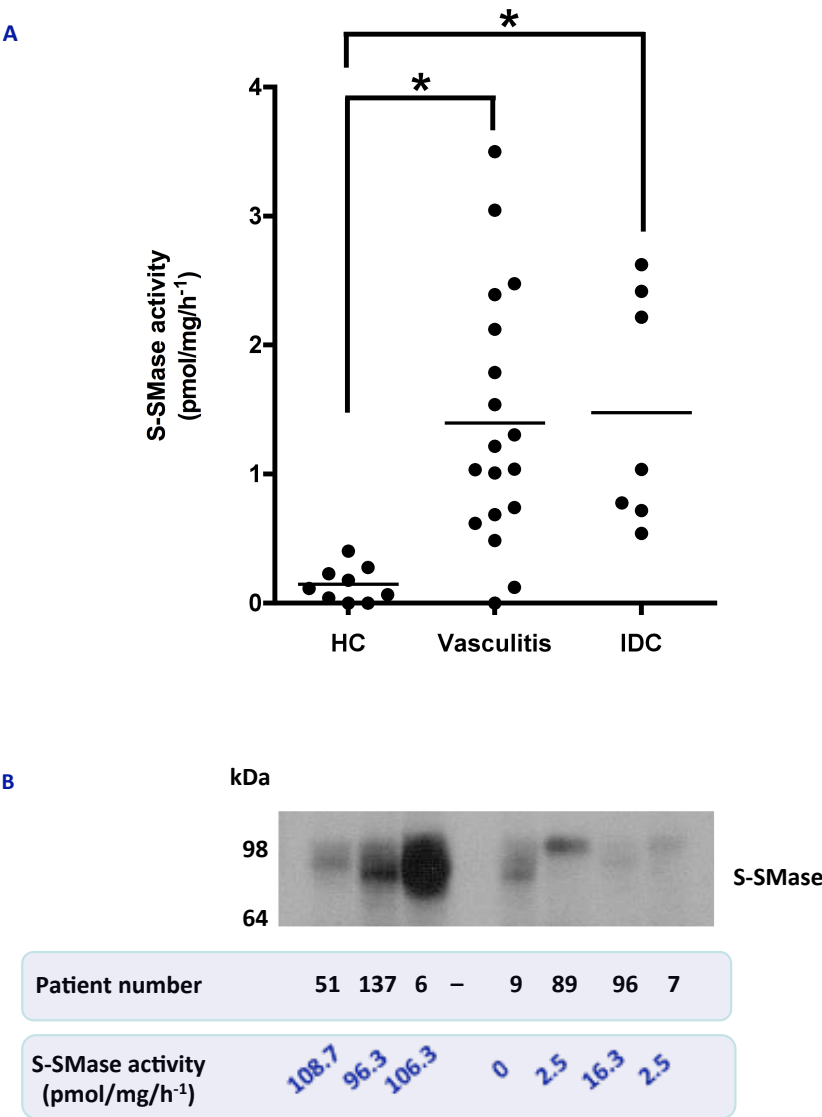 A
*
*
4
3
2
1
0
S-SMase activity
(pmol/mg/h-1)
HC Vasculitis IDC
B
kDa
98
64
S-SMase
Patient number 51 137 6 – 9 89 96 7
S-SMase activity
(pmol/mg/h-1)
108.7 96.3 106.3 0 2.5 16.3 2.5